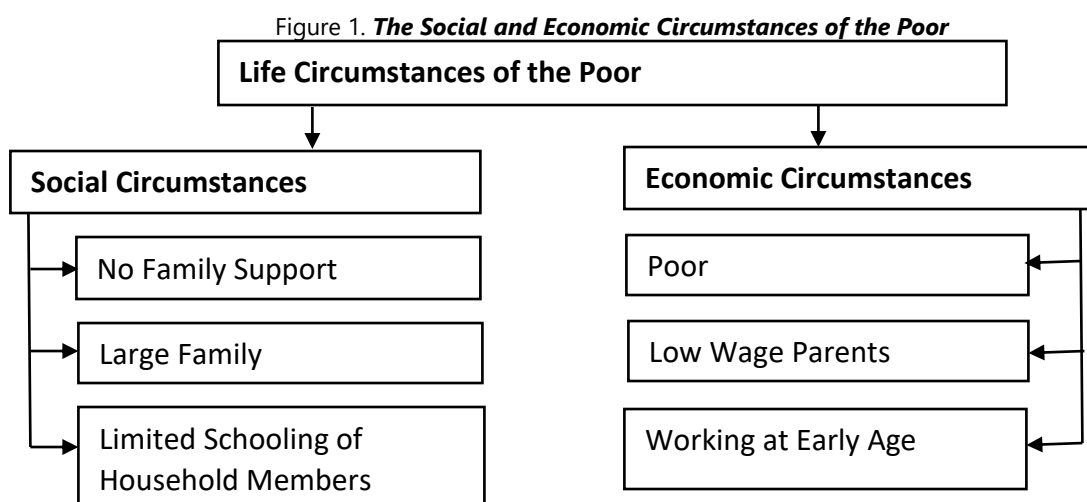 Figure 1. The Social and Economic Circumstances of the Poor
Life Circumstances of the Poor
Social Circumstances
Economic Circumstances
No Family Support
Poor
Large Family
Low Wage Parents
Limited Schooling of
Household Members
Working at Early Age